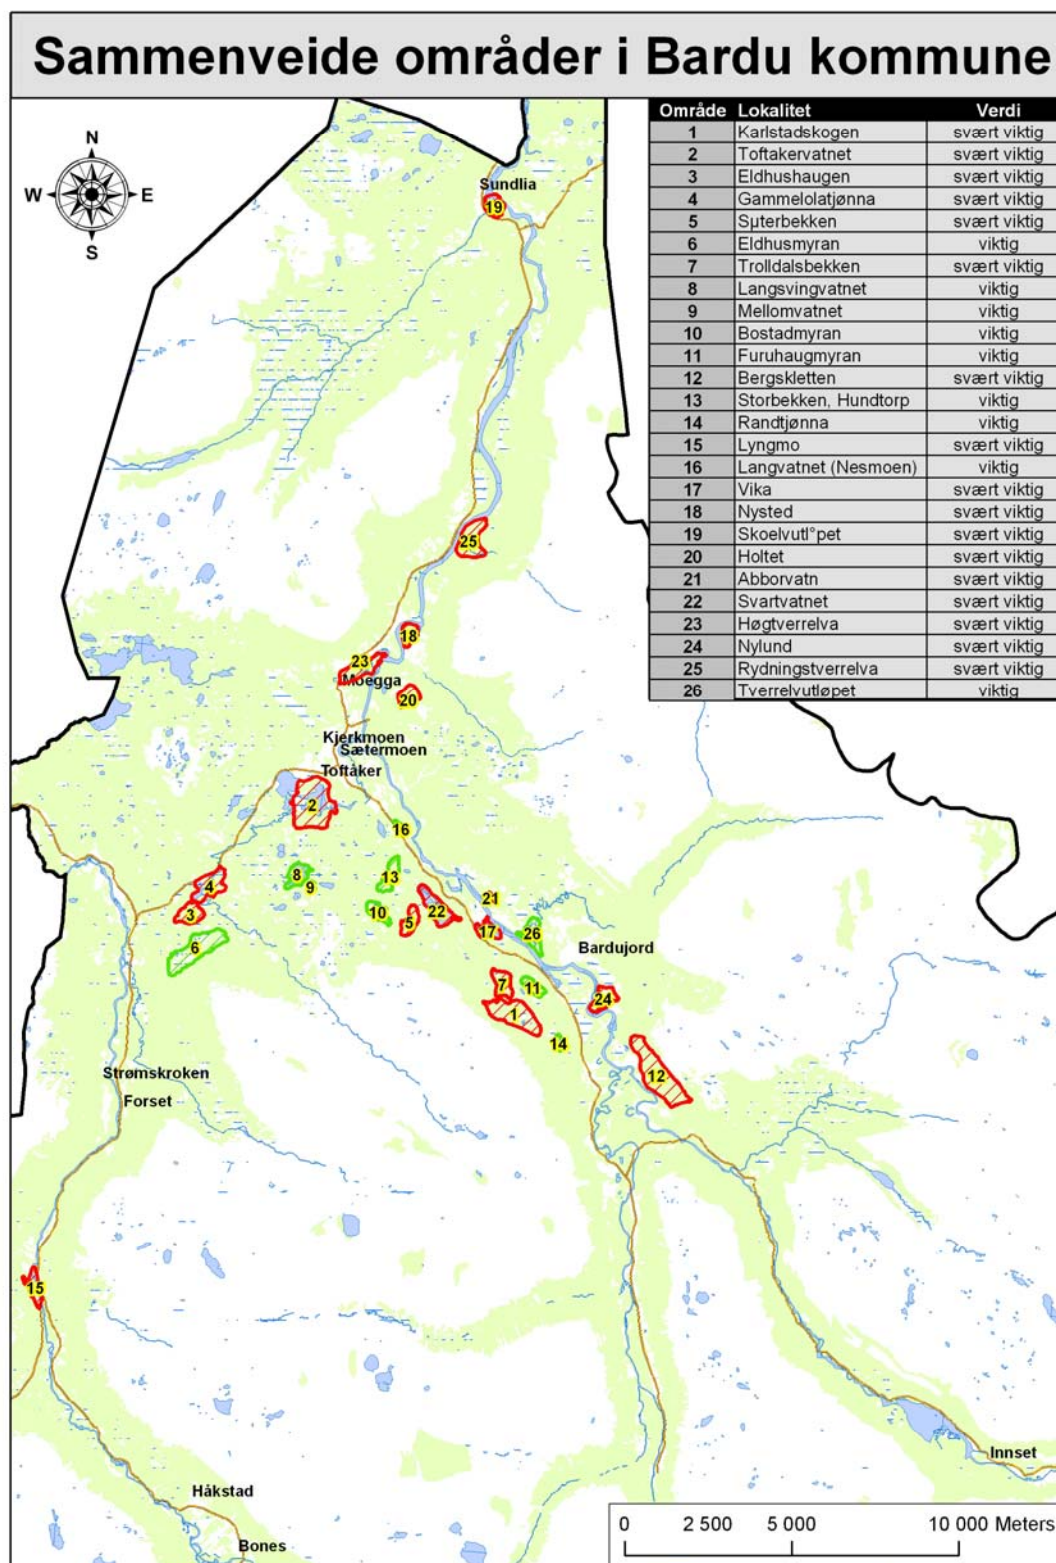 Sammenveide områder i Bardu kommune
Område Lokalitet Verdi
1 Karlstadskogen svært viktig
2 Toftakervatnet svært viktig
3 Eldhushaugen svært viktig
4 Gammelolatjønna svært viktig
5 Sµterbekken svært viktig
6 Eldhusmyran viktig
7 Trolldalsbekken svært viktig
8 Langsvingvatnet viktig
9 Mellomvatnet viktig
10 Bostadmyran viktig
11 Furuhaugmyran viktig
12 Bergskletten svært viktig
13 Storbekken, Hundtorp viktig
14 Randtjønna viktig
15 Lyngmo svært viktig
16 Langvatnet (Nesmoen) viktig
17 Vika svært viktig
18 Nysted svært viktig
19 Skoelvutl°pet svært viktig
20 Holtet svært viktig
21 Abborvatn svært viktig
22 Svartvatnet svært viktig
23 Høgtverrelva svært viktig
24 Nylund svært viktig
25 Rydningstverrelva svært viktig
26 Tverrelvutløpet viktig
N
W E
S
Sundlia
19
25
18
23
Moegga
20
Kjerkmoen
Sætermoen
Toftåker
2
16
8
9
13
4
21
10
22
3
5
17
26
6
Bardujord
7
11
24
1
14
12
Strømskroken
Forset
15
Innset
Håkstad
Bones
0 2 500 5 000 10 000 Meters